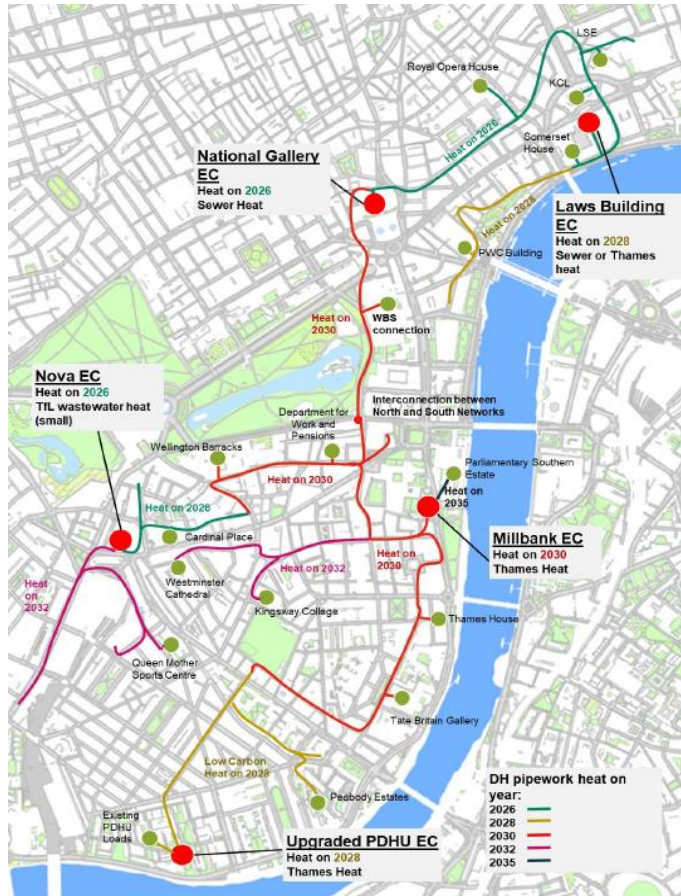 LSE
Royal Opera House
KCL
Heat on 2026
Somerset
House
National Gallery
EC
Heat on 2026
Sewer Heat
Laws Building
EC
Heat on 2028
Sewer or Thames
heat
Heat on 2028
PWC Building
Heat on
2030
WBS
connection
Nova EC
Heat on 2026
TfL wastewater heat
(small)
Interconnection between
North and South Networks
Department for
Work and
Pensions
Wellington Barracks
Heat on 2030
Parliamentary Southern
Estate
Heat on
2035
Heat on 2026
Cardinal Place
Millbank EC
Heat on 2030
Thames Heat
Heat on
2030
Heat on 2032
Heat
on
2032
Westminster
Cathedral
Kingsway College
Thames House
Queen Mother
Sports Centre
Tate Britain Gallery
Low Carbon
Heat on 2028
Peabody Estates
Existing
PDHU
Loads
Upgraded PDHU EC
Heat on 2028
Thames Heat
DH pipework heat on
year:
2026
2028
2030
2032
2035